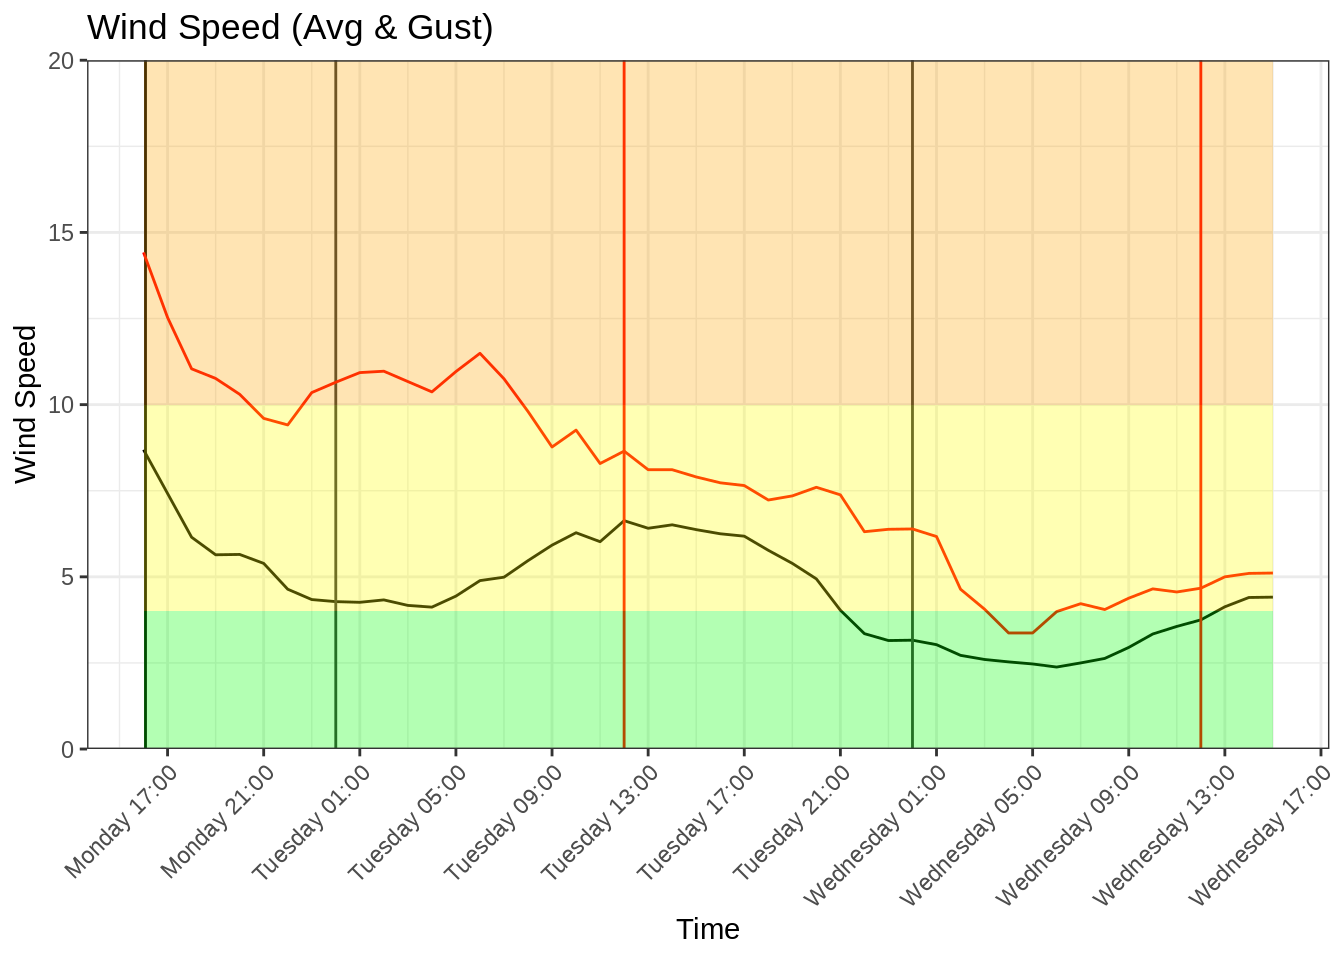 Wind Speed (Avg & Gust)
20
15
10
5
0
Wind Speed
Monday 17:00
Monday 21:00
Tuesday 01:00
Tuesday 05:00
Tuesday 09:00
Tuesday 13:00
Tuesday 17:00
Tuesday 21:00
Wednesday 01:00
Wednesday 05:00
Wednesday 09:00
Wednesday 13:00
Wednesday 17:00
Time